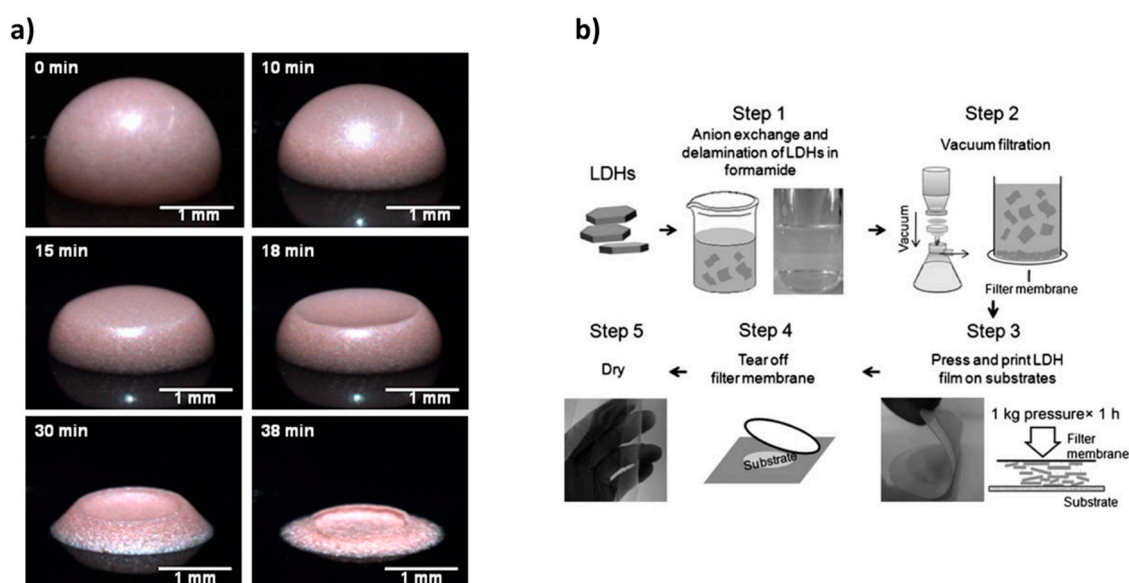 a)
0 min
1 mm
10 min
1 mm
15 min
1 mm
18 min
1 mm
30 min
1 mm
38 min
1 mm
b)
LDHs
Step 1
Anion exchange and
delamination of LDHs in
formamide
Step 2
Vacuum filtration
Vacuum
Filter membrane
Step 3
Press and print LDH
film on substrates
1 kg pressure× 1 h
Filter
membrane
Substrate
Step 4
Tear off
filter membrane
Substrate
Step 5
Dry